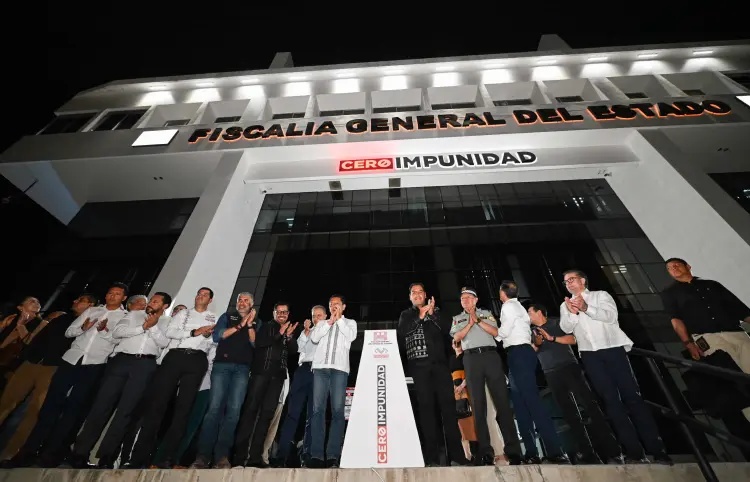 FISCALIA GENERAL DEL ESTADO
CERO IMPUNIDAD
CERO IMPUNIDAD